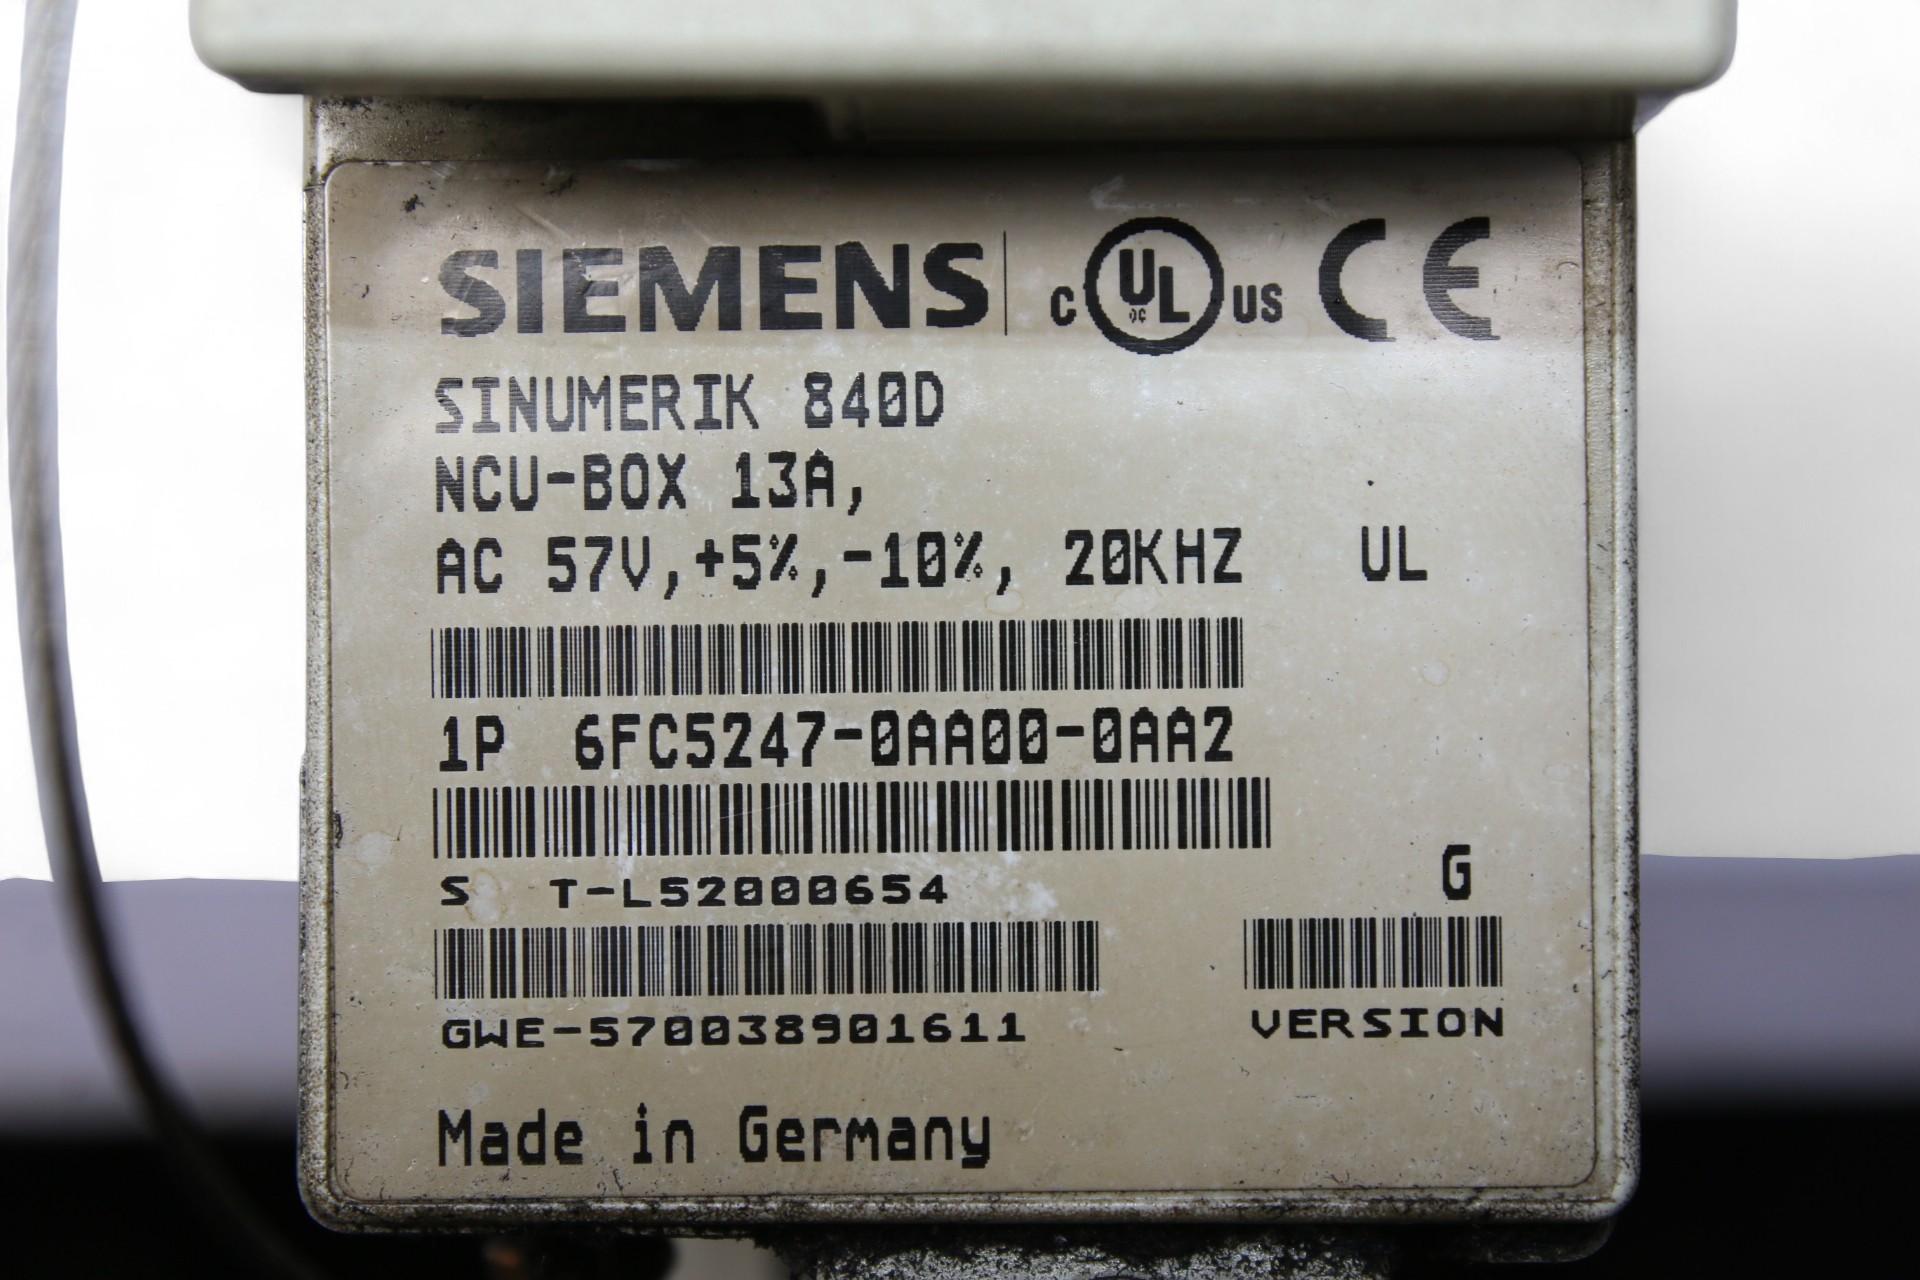 SIEMENS C UL US CE
SINUMERIK 840D
NCU-BOX 13A,
AC 57V,+5%,-10%, 20KHZ UL
1P 6FC5247-0AA00-0AA2
S T-L52000654 G
GWE-570038901611 VERSION
Made in Germany